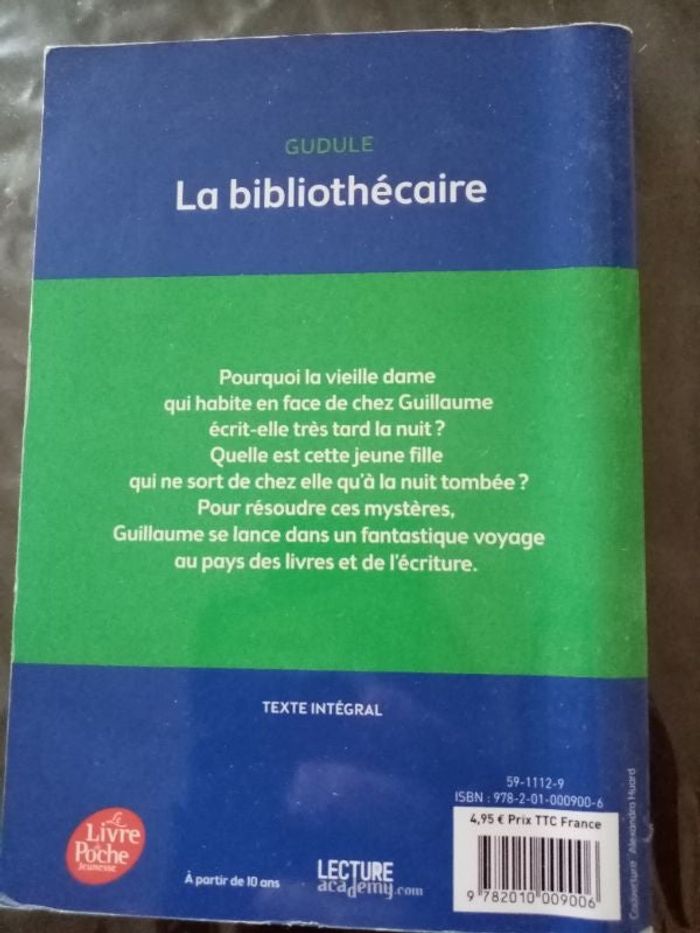 GUDULE
La bibliothécaire
Pourquoi la vieille dame
qui habite en face de chez Guillaume
écrit-elle très tard la nuit ?
Quelle est cette jeune fille
qui ne sort de chez elle qu'à la nuit tombée ?
Pour résoudre ces mystères,
Guillaume se lance dans un fantastique voyage
au pays des livres et de l'écriture.
TEXTE INTÉGRAL
59-1112-9
ISBN : 978-2-01-000900-6
4,95 € Prix TTC France
9 782010 009006
Le
Livre
de
Poche
Jeunesse
À partir de 10 ans
LECTURE
academy.com
Couverture : Alexandra Huard